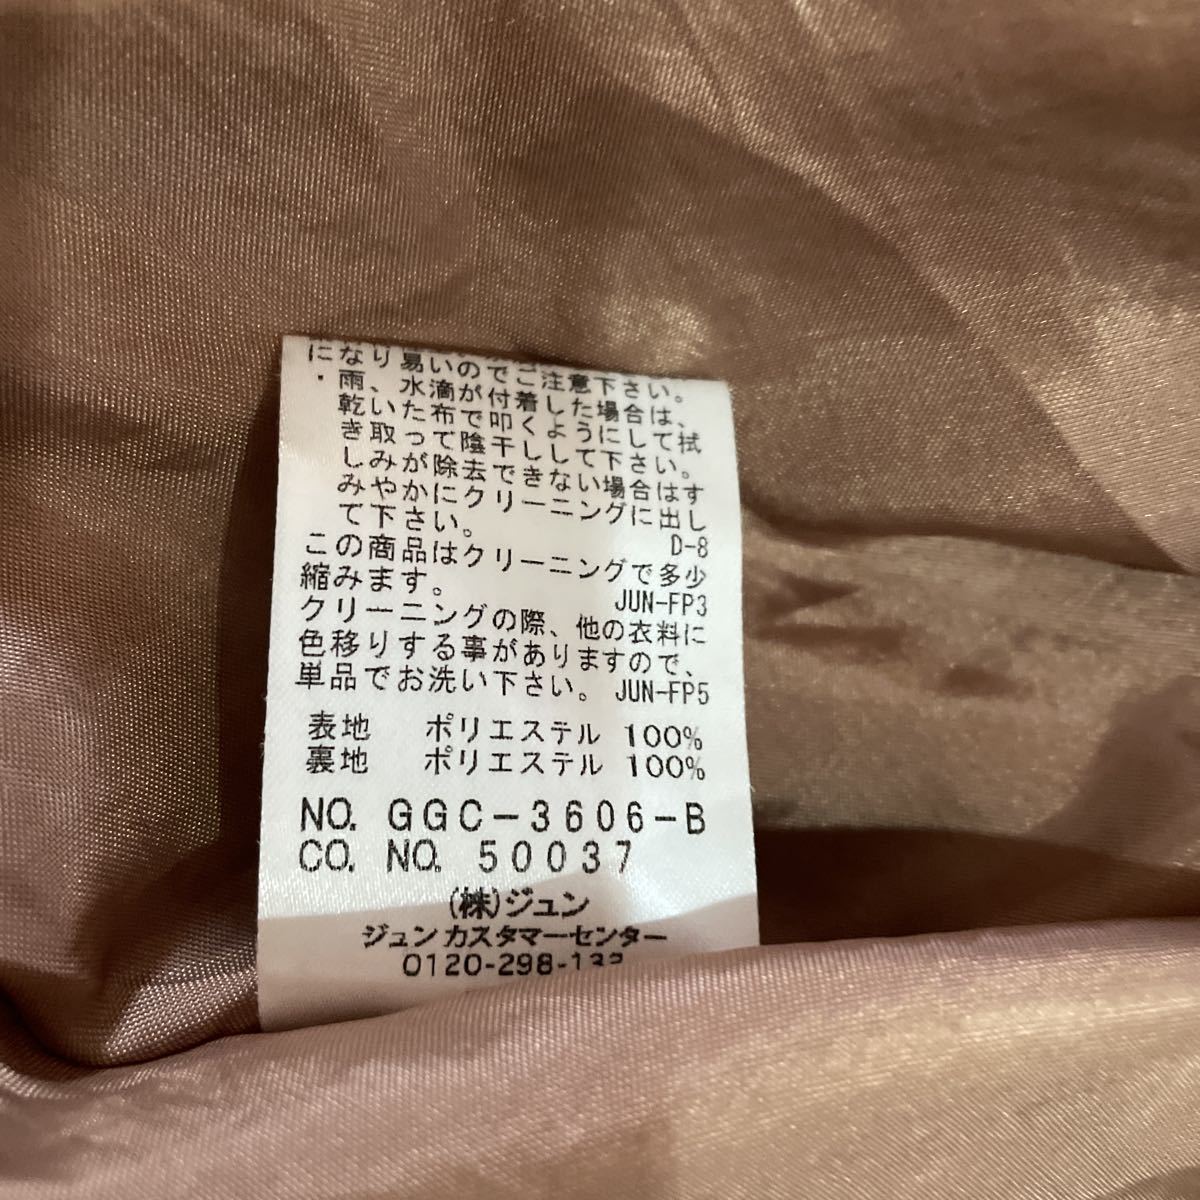 になり易いのでご注意下さい。
・雨、水滴が付着した場合は、
乾いた布で叩くようにして拭
き取って陰干しして下さい。
しみが除去できない場合はす
みやかにクリーニングに出し
て下さい。 D-8
この商品はクリーニングで多少
縮みます。 JUN-FP3
クリーニングの際、他の衣料に
色移りする事がありますので、
単品でお洗い下さい。 JUN-FP5
表地 ポリエステル 100%
裏地 ポリエステル 100%
NO. GGC-3606-B
CO. NO. 50037
(株)ジュン
ジュンカスタマーセンター
0120-298-133